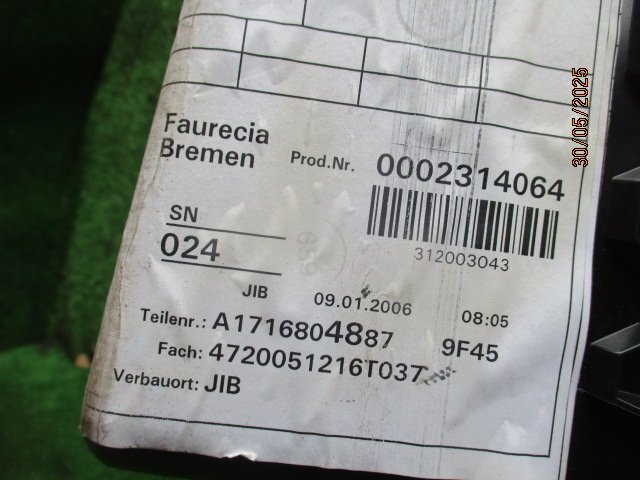 30/05/2025
Faurecia
Bremen
Prod.Nr. 0002314064
312003043
SN
024
JIB 09.01.2006 08:05
Teilenr.: A1716804887 9F45
Fach: 4720051216T037
Verbauort: JIB